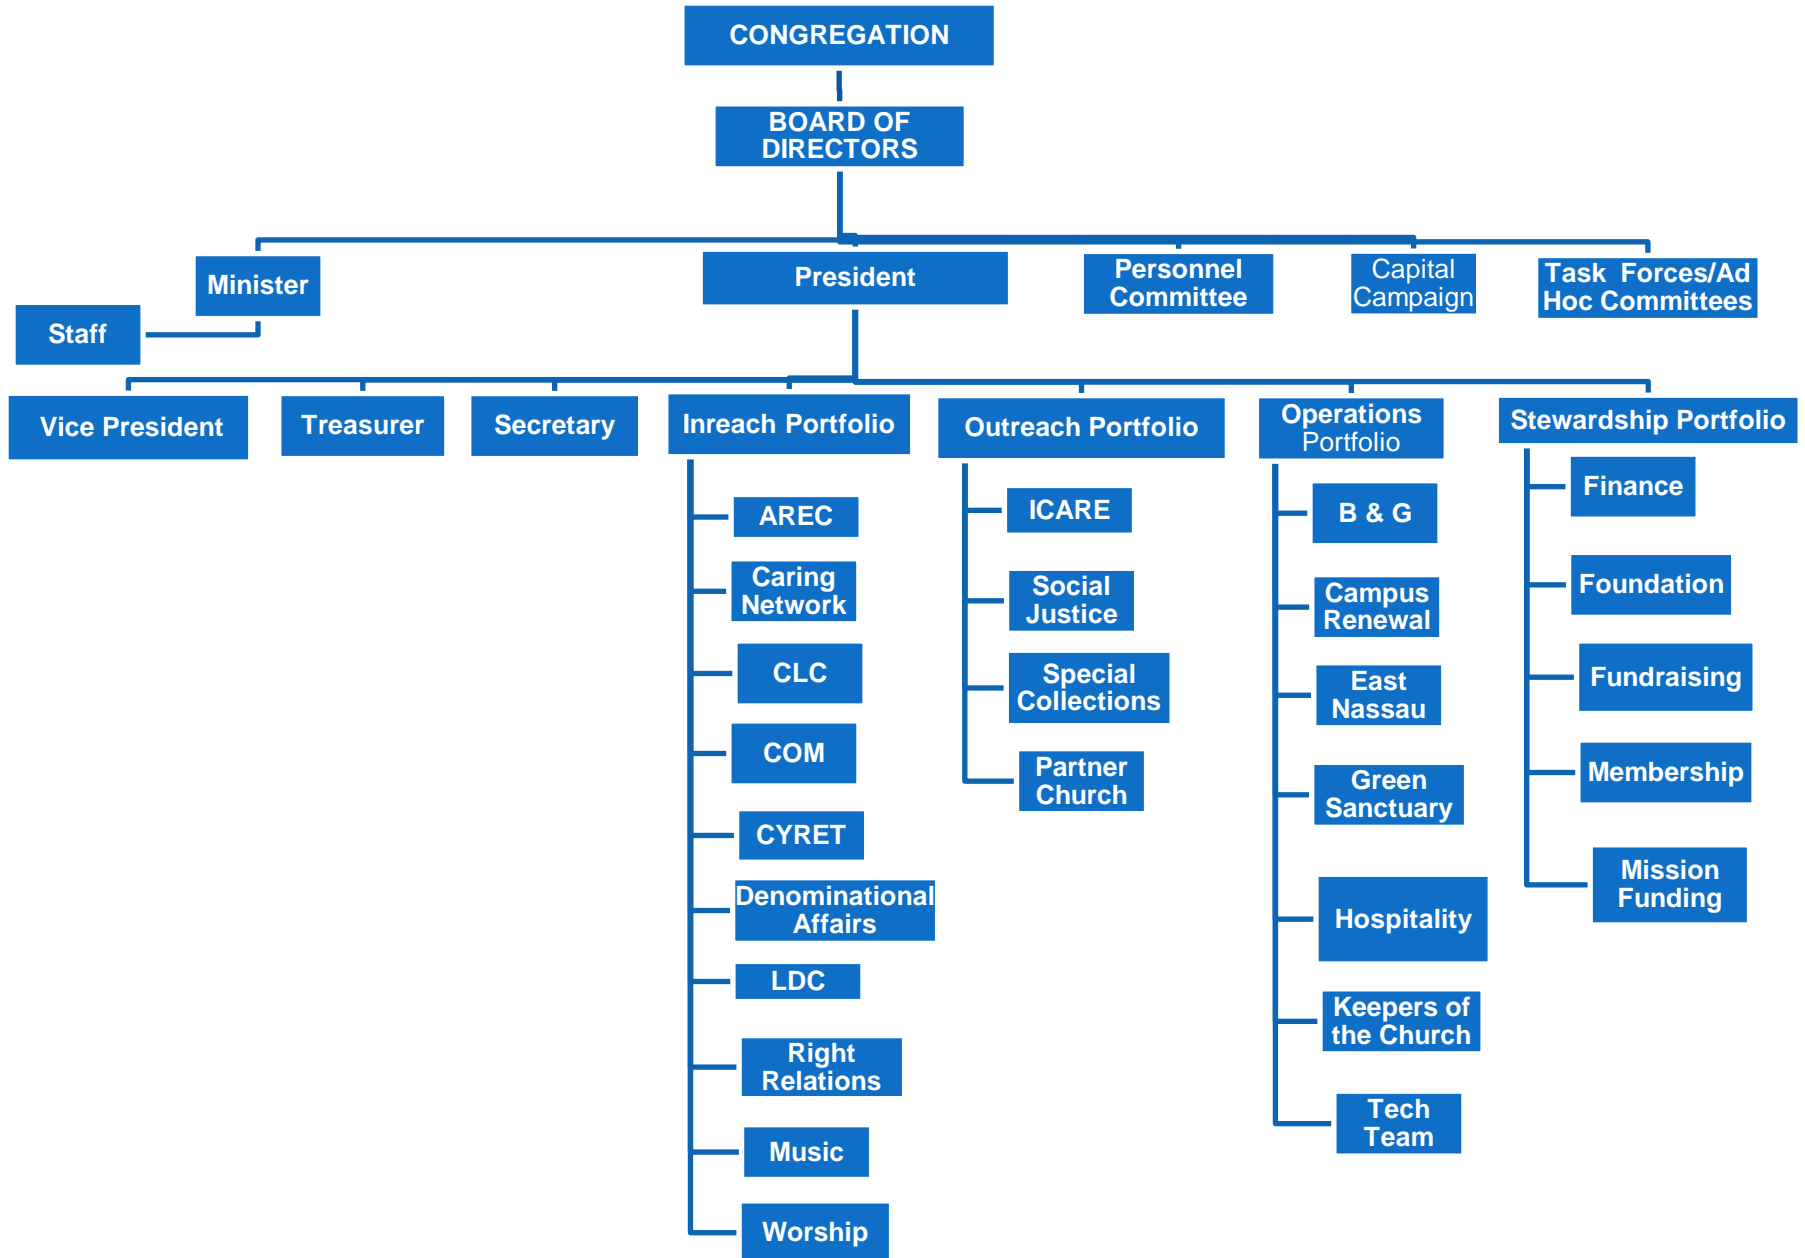 CONGREGATION
BOARD OF
DIRECTORS
Minister
President
Personnel
Committee
Capital
Campaign
Task Forces/Ad
Hoc Committees
Staff
Vice President
Treasurer
Secretary
Inreach Portfolio
Outreach Portfolio
Operations
Portfolio
Stewardship Portfolio
AREC
Caring
Network
CLC
COM
CYRET
Denominational
Affairs
LDC
Right
Relations
Music
Worship
ICARE
Social
Justice
Special
Collections
Partner
Church
B & G
Campus
Renewal
East
Nassau
Green
Sanctuary
Hospitality
Keepers of
the Church
Tech
Team
Finance
Foundation
Fundraising
Membership
Mission
Funding